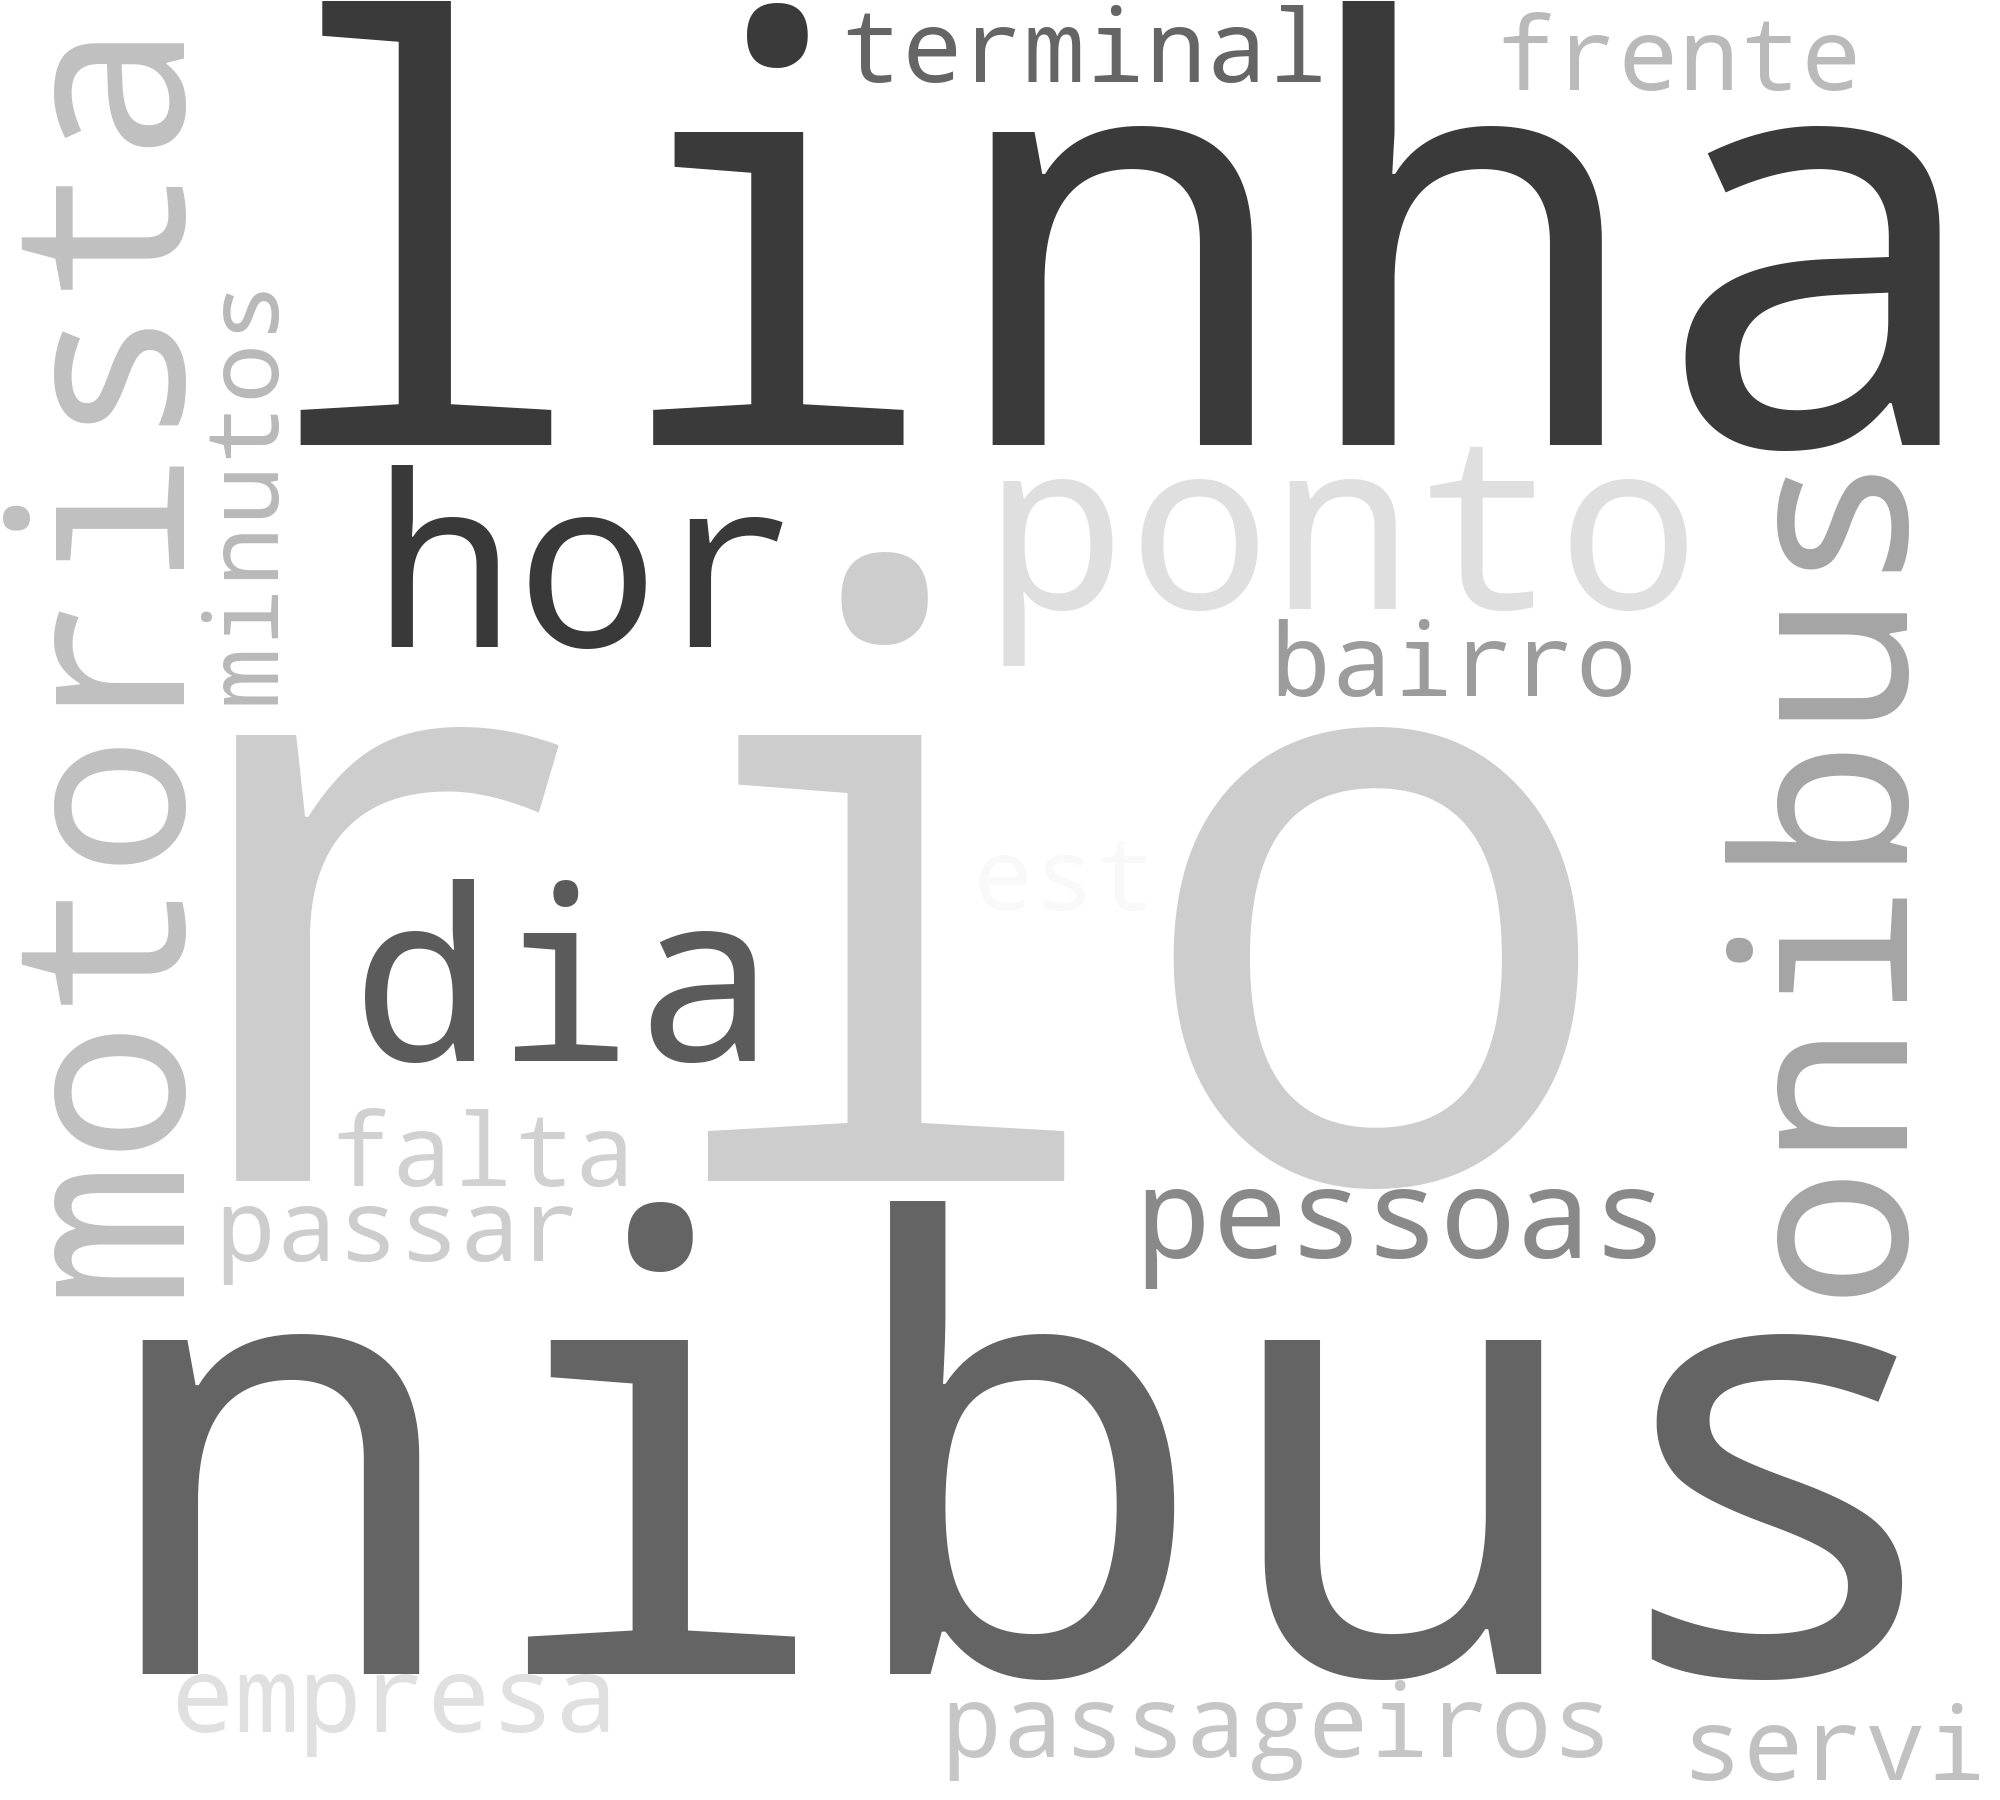 linha
terminal
frente
motorista
minutos
hor
ponto
bairro
onibus
rio
est
dia
falta
passar
pessoas
nibus
empresa
passageiros
servi